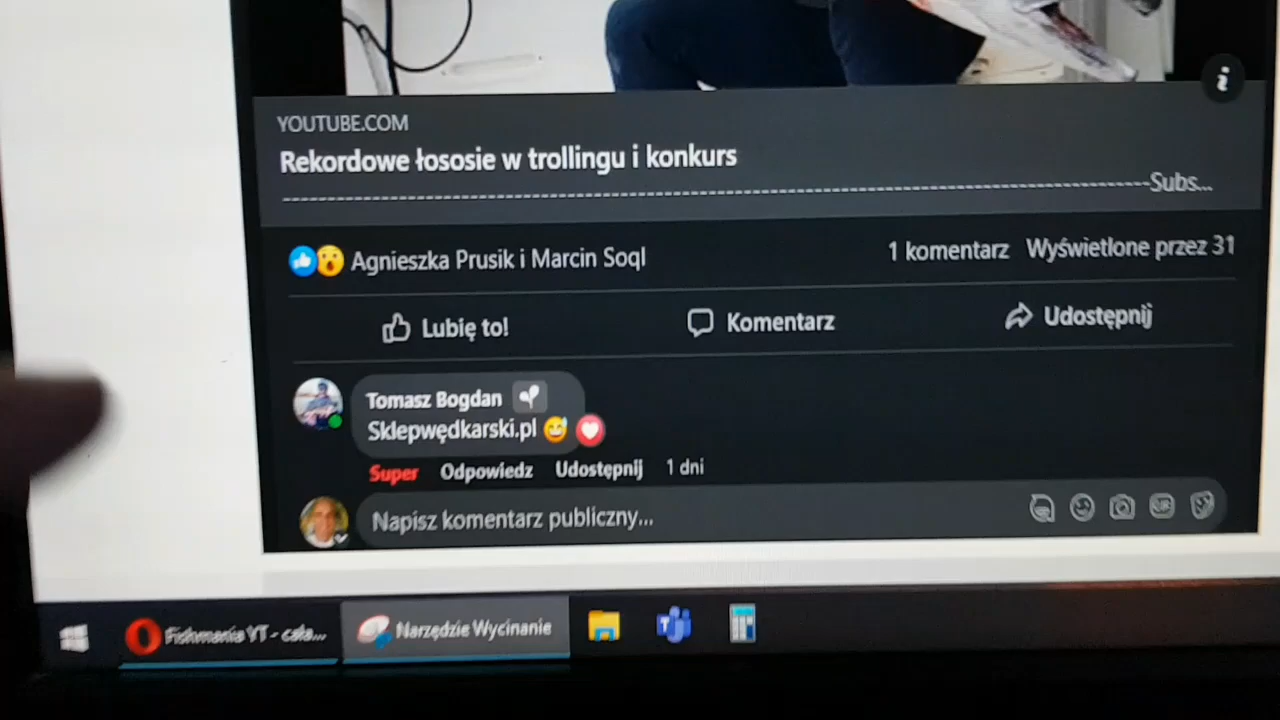 YOUTUBE.COM
Rekordowe łososie w trollingu i konkurs
--------------------------------------------------------------------------------Subs...
Agnieszka Prusik i Marcin Soql
1 komentarz Wyświetlone przez 31
Lubię to! Komentarz Udostępnij
Tomasz Bogdan
Sklepwędkarski.pl 😅
Super Odpowiedz Udostępnij 1 dni
Napisz komentarz publiczny...
GIF
Fishmania YT - cała... Narzędzie Wycinanie